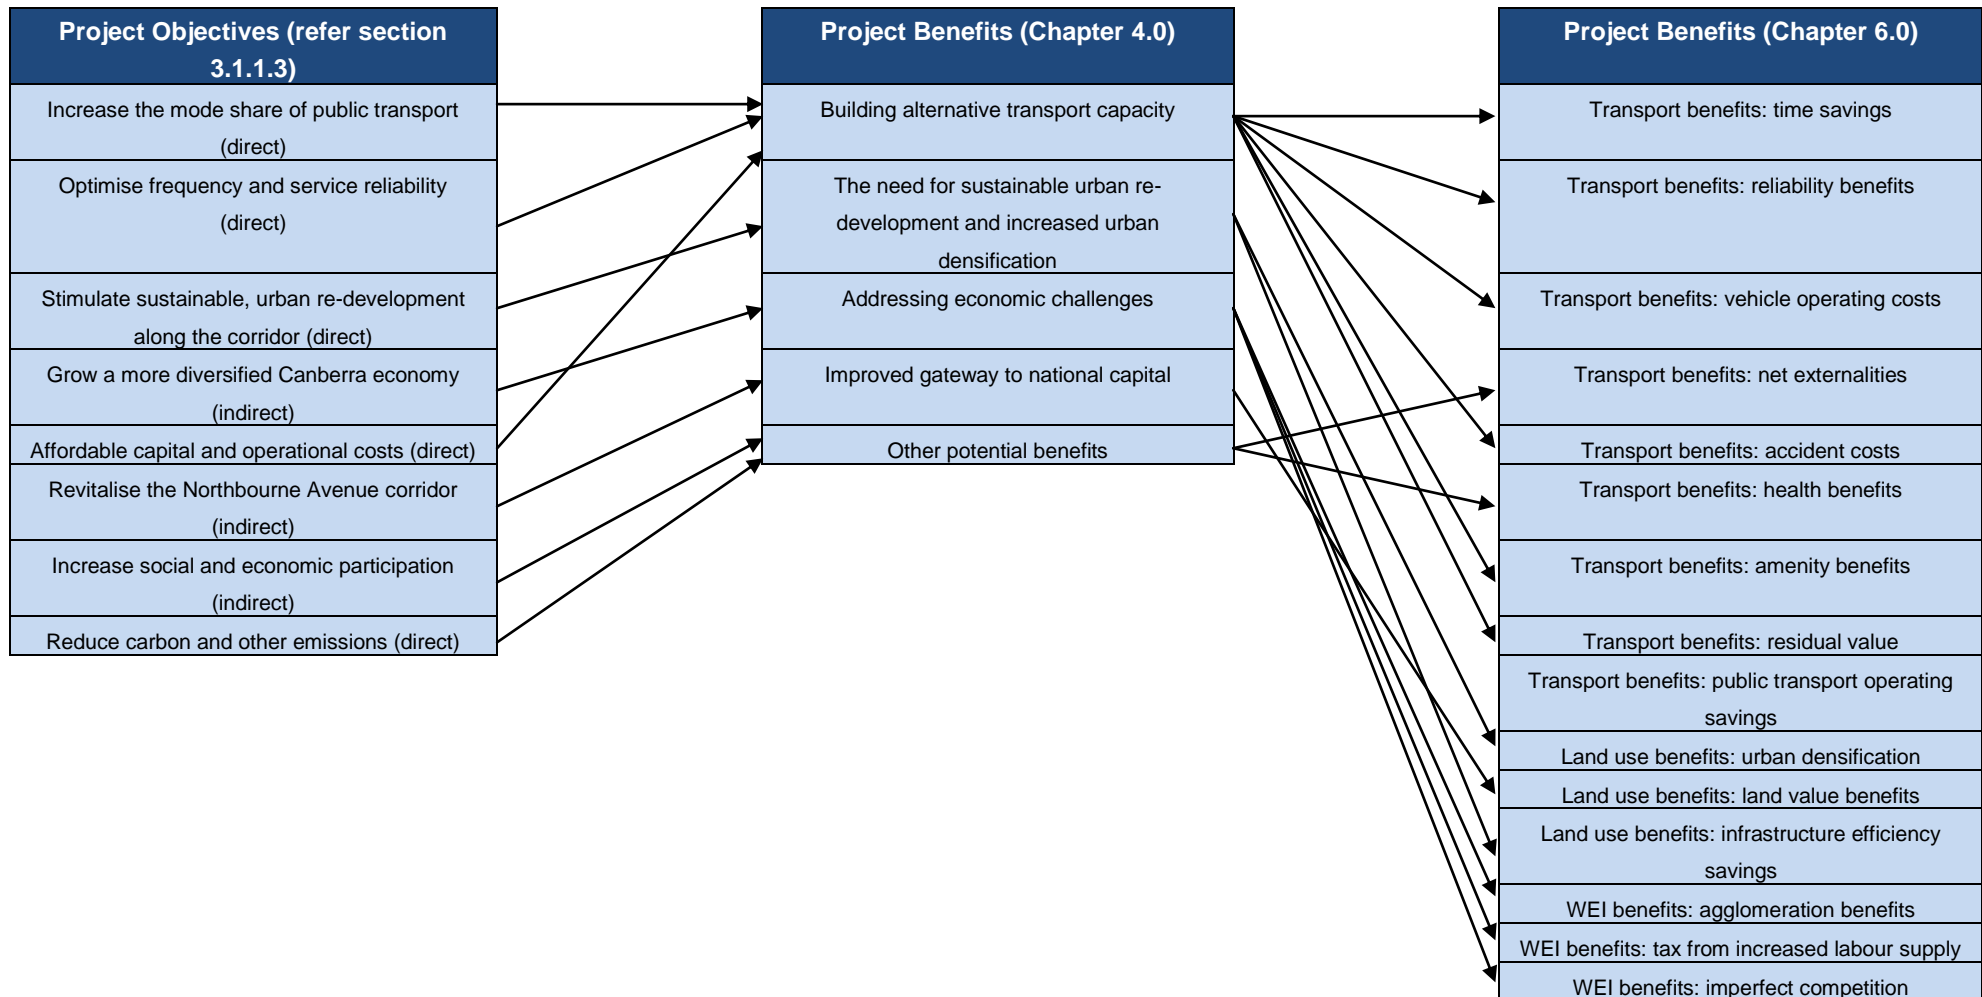 Project Objectives (refer section
3.1.1.3)
Increase the mode share of public transport
(direct)
Optimise frequency and service reliability
(direct)
Stimulate sustainable, urban re-development
along the corridor (direct)
Grow a more diversified Canberra economy
(indirect)
Affordable capital and operational costs (direct)
Revitalise the Northbourne Avenue corridor
(indirect)
Increase social and economic participation
(indirect)
Reduce carbon and other emissions (direct)
Project Benefits (Chapter 4.0)
Building alternative transport capacity
The need for sustainable urban re-
development and increased urban
densification
Addressing economic challenges
Improved gateway to national capital
Other potential benefits
Project Benefits (Chapter 6.0)
Transport benefits: time savings
Transport benefits: reliability benefits
Transport benefits: vehicle operating costs
Transport benefits: net externalities
Transport benefits: accident costs
Transport benefits: health benefits
Transport benefits: amenity benefits
Transport benefits: residual value
Transport benefits: public transport operating
savings
Land use benefits: urban densification
Land use benefits: land value benefits
Land use benefits: infrastructure efficiency
savings
WEI benefits: agglomeration benefits
WEI benefits: tax from increased labour supply
WEI benefits: imperfect competition